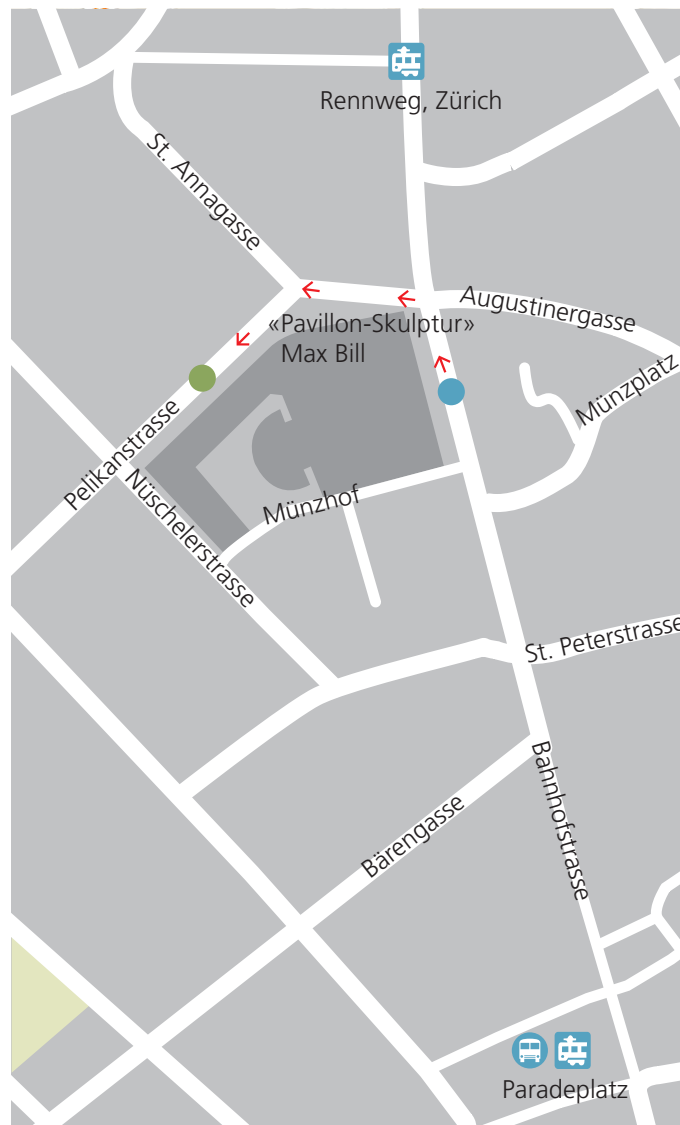 Rennweg, Zürich
St. Annagasse
Augustinergasse
«Pavillon-Skulptur»
Max Bill
Münzplatz
Pelikanstrasse
Nüschelerstrasse
Münzhof
St. Peterstrasse
Bahnhofstrasse
Bärengasse
Paradeplatz